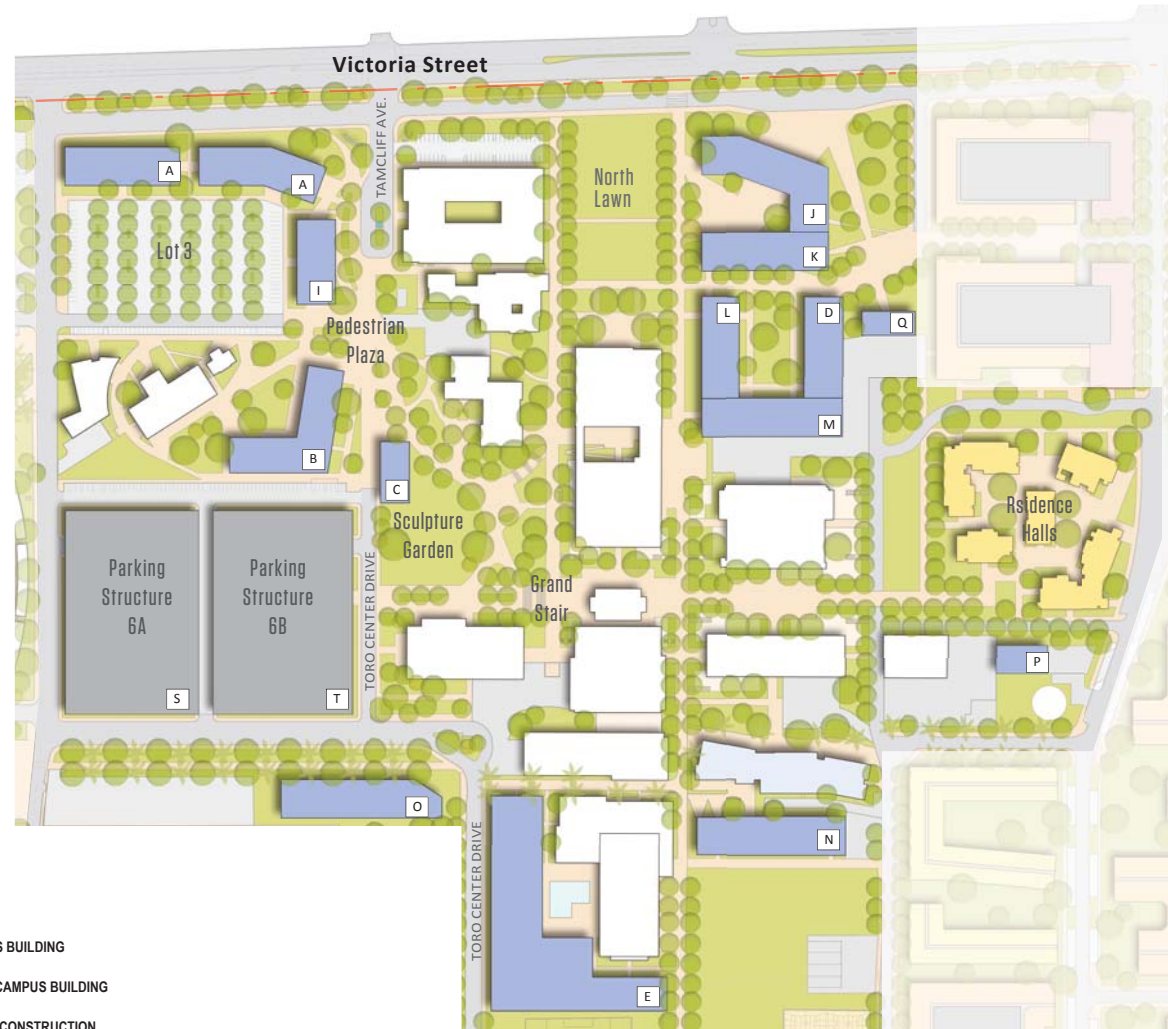 Victoria Street
TAMCLIFF AVE.
A
A
North
Lawn
J
Lot 3
K
I
L
D
Q
Pedestrian
Plaza
M
B
C
Sculpture
Garden
Rsidence
Halls
Parking
Structure
6A
Parking
Structure
6B
Grand
Stair
TORO CENTER DRIVE
P
S
T
O
N
TORO CENTER DRIVE
BUILDING
CAMPUS BUILDING
CONSTRUCTION
E